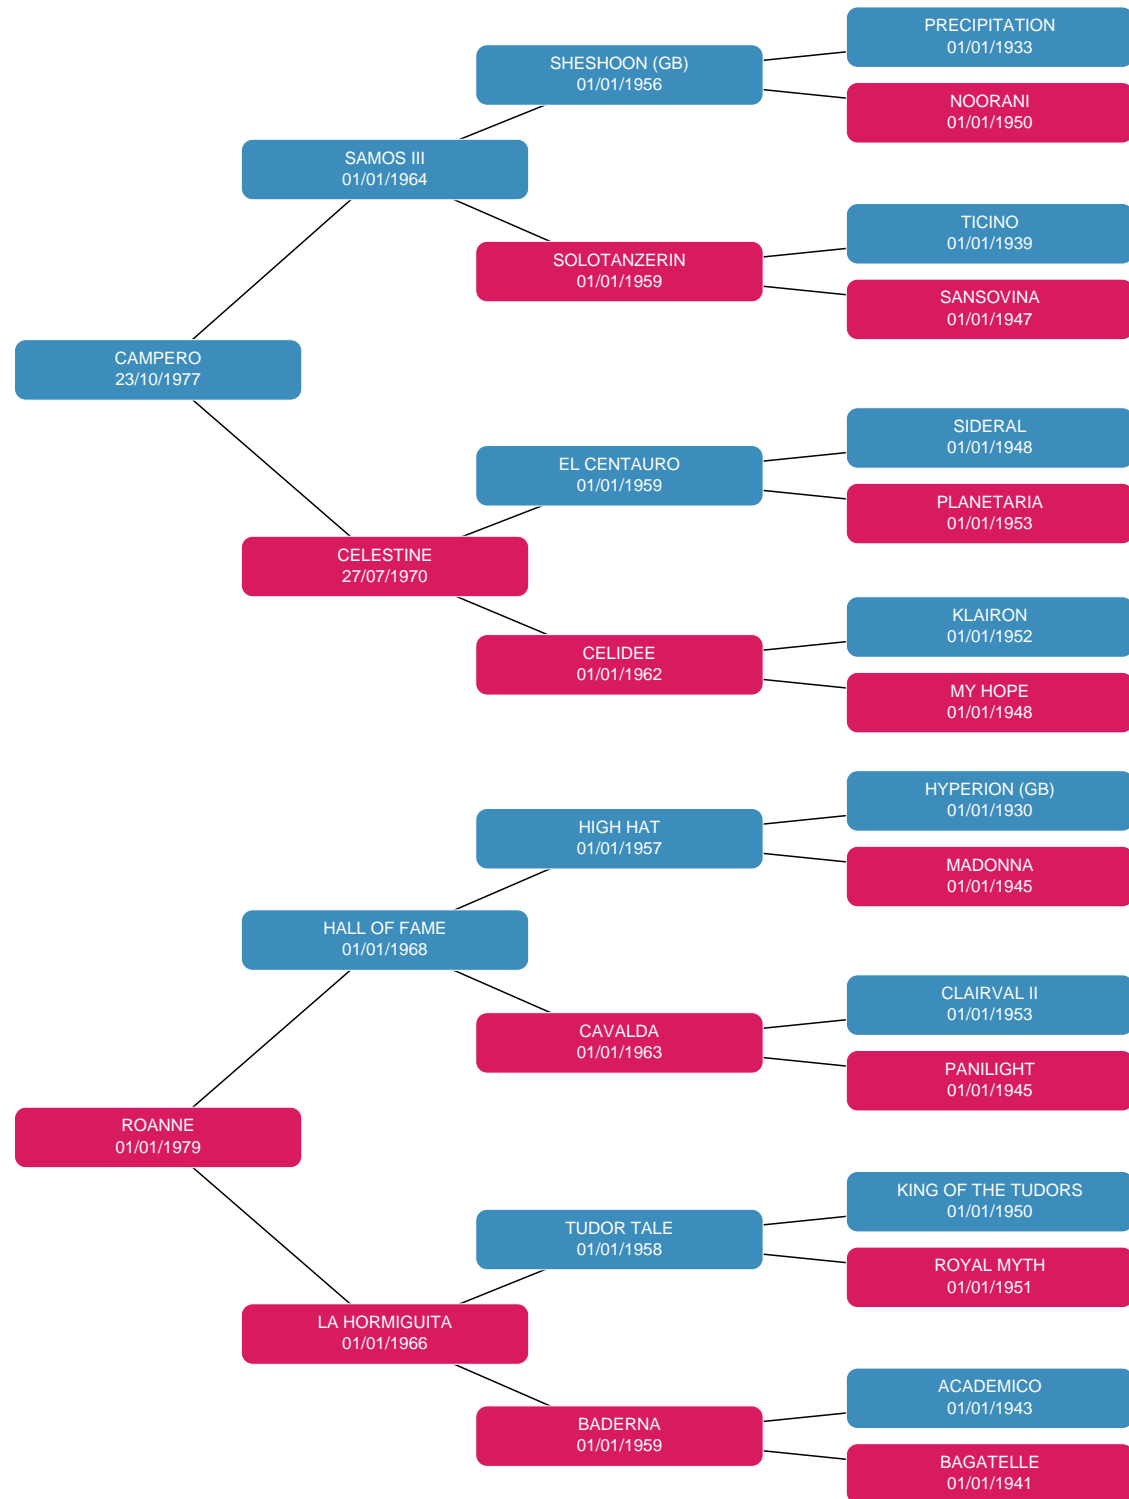 PRECIPITATION
01/01/1933
SHESHOON (GB)
01/01/1956
NOORANI
01/01/1950
SAMOS III
01/01/1964
TICINO
01/01/1939
SOLOTANZERIN
01/01/1959
SANSOVINA
01/01/1947
CAMPERO
23/10/1977
SIDERAL
01/01/1948
EL CENTAURO
01/01/1959
PLANETARIA
01/01/1953
CELESTINE
27/07/1970
KLAIRON
01/01/1952
CELIDEE
01/01/1962
MY HOPE
01/01/1948
HYPERION (GB)
01/01/1930
HIGH HAT
01/01/1957
MADONNA
01/01/1945
HALL OF FAME
01/01/1968
CLAIRVAL II
01/01/1953
CAVALDA
01/01/1963
PANILIGHT
01/01/1945
ROANNE
01/01/1979
KING OF THE TUDORS
01/01/1950
TUDOR TALE
01/01/1958
ROYAL MYTH
01/01/1951
LA HORMIGUITA
01/01/1966
ACADEMICO
01/01/1943
BADERNA
01/01/1959
BAGATELLE
01/01/1941